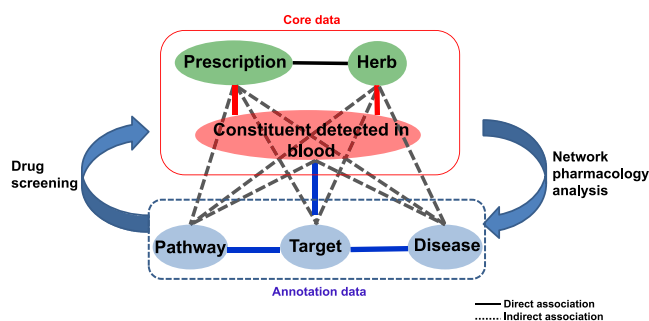 Core data
Prescription
Herb
Constituent detected in
blood
Drug
screening
Network
pharmacology
analysis
Pathway
Target
Disease
Annotation data
Direct association
Indirect association